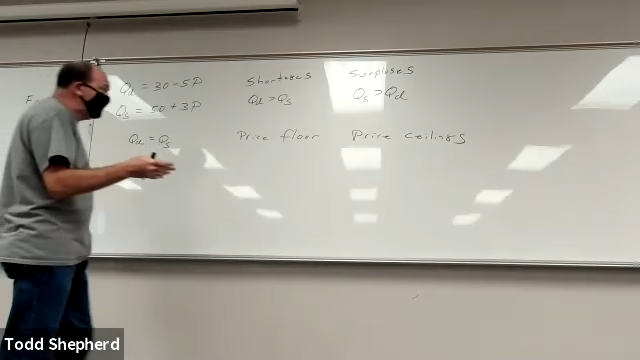 Qd = 30 - 5P
Shortages
Surpluses
Qs = 50 + 3P
Qd > Qs
Qs > Qd
Qd = Qs
Price floor
Price ceilings
Todd Shepherd